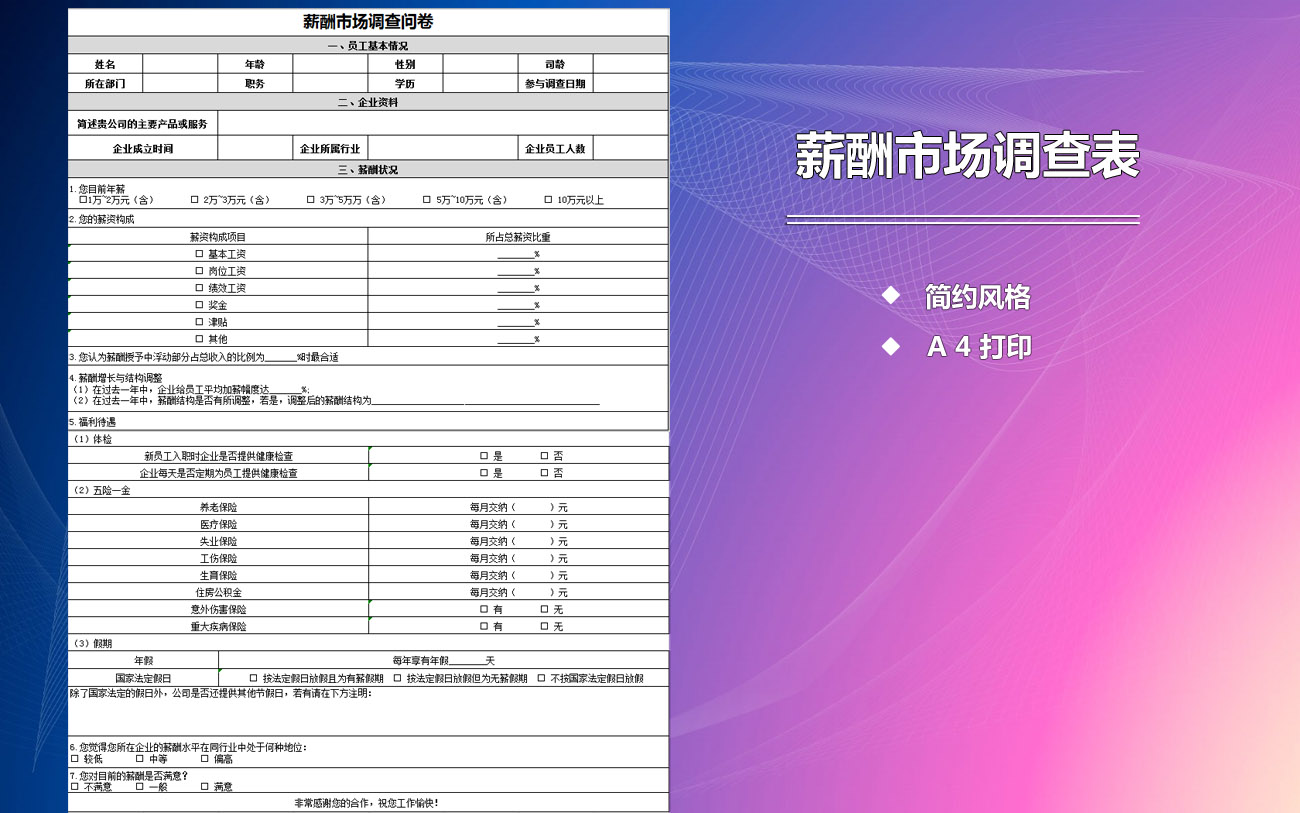 薪酬市场调查问卷
一、员工基本情况
姓名 年龄 性别 司龄
所在部门 职务 学历 参与调查日期
二、企业资料
简述贵公司的主要产品或服务
企业成立时间 企业所属行业 企业员工人数
三、薪酬状况
1.您目前年薪
□1万~2万元（含） □ 2万~3万元（含） □ 3万~5万万（含） □ 5万~10万元（含） □ 10万元以上
2.您的薪资构成
薪资构成项目 所占总薪资比重
□ 基本工资 _______%
□ 岗位工资 _______%
□ 绩效工资 _______%
□ 奖金 _______%
□ 津贴 _______%
□ 其他 _______%
3.您认为薪酬授予中浮动部分占总收入的比例为______%时最合适
4.薪酬增长与结构调整
（1）在过去一年中，企业给员工平均加薪幅度达______%;
（2）在过去一年中，薪酬结构是否有所调整，若是，调整后的薪酬结构为__________________________________________
5.福利待遇
（1）体检
新员工入职时企业是否提供健康检查 □ 是 □ 否
企业每天是否定期为员工提供健康检查 □ 是 □ 否
（2）五险一金
养老保险 每月交纳（ ）元
医疗保险 每月交纳（ ）元
失业保险 每月交纳（ ）元
工伤保险 每月交纳（ ）元
生育保险 每月交纳（ ）元
住房公积金 每月交纳（ ）元
意外伤害保险 □ 有 □ 无
重大疾病保险 □ 有 □ 无
（3）假期
年假 每年享有年假_______天
国家法定假日 □ 按法定假日放假且为有薪假期 □ 按法定假日放假但为无薪假期 □ 不按国家法定假日放假
除了国家法定的假日外，公司是否还提供其他节假日，若有请在下方注明：
6.您觉得您所在企业的薪酬水平在同行业中处于何种地位：
□ 较低 □ 中等 □ 偏高
7.您对目前的薪酬是否满意？
□ 不满意 □ 一般 □ 满意
非常感谢您的合作，祝您工作愉快！
薪酬市场调查表
◆ 简约风格
◆ A 4 打印